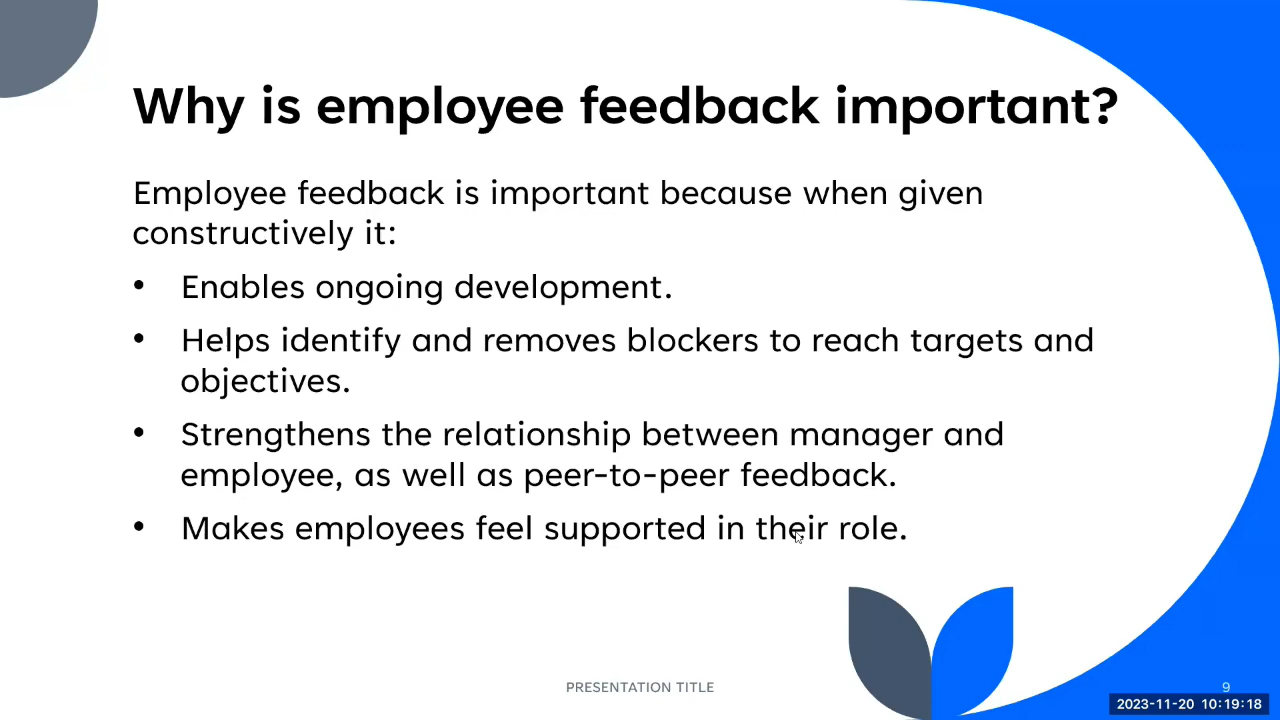 Why is employee feedback important?
Employee feedback is important because when given
constructively it:
• Enables ongoing development.
• Helps identify and removes blockers to reach targets and
objectives.
• Strengthens the relationship between manager and
employee, as well as peer-to-peer feedback.
• Makes employees feel supported in their role.
PRESENTATION TITLE
9
2023-11-20 10:19:18